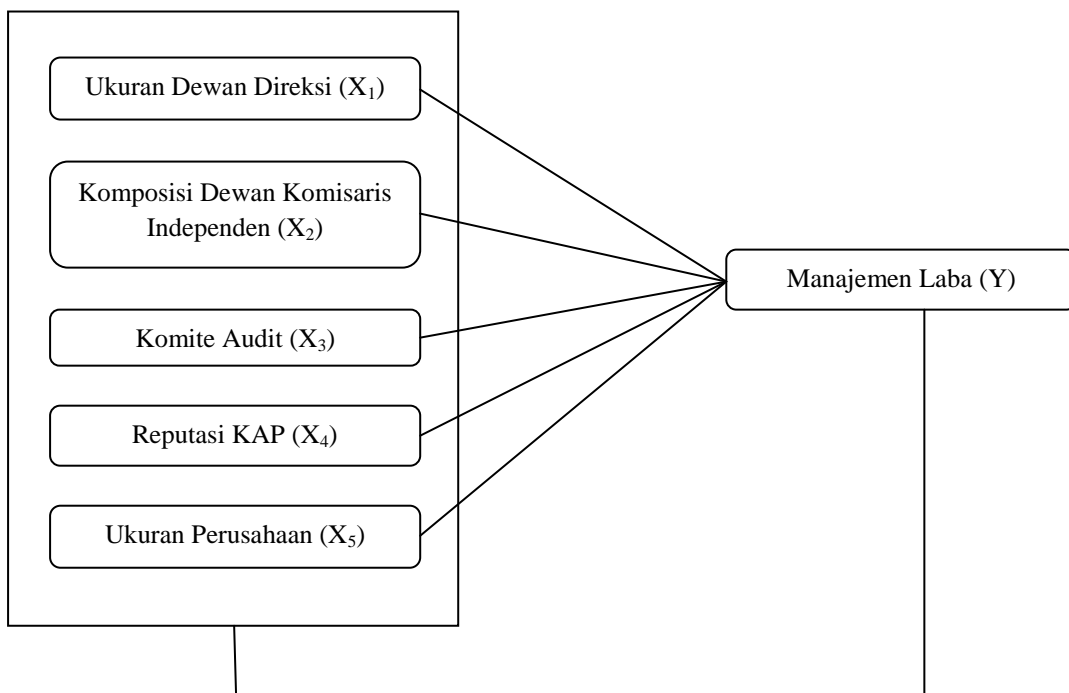 Ukuran Dewan Direksi (X₁)
Komposisi Dewan Komisaris
Independen (X₂)
Manajemen Laba (Y)
Komite Audit (X₃)
Reputasi KAP (X₄)
Ukuran Perusahaan (X₅)